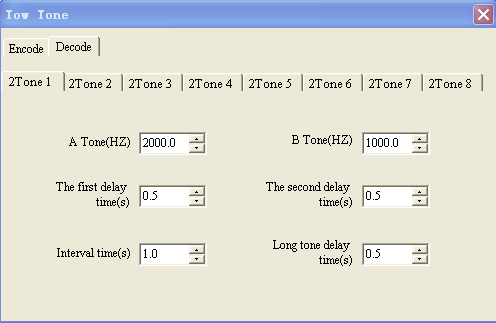 Tow Tone
Encode Decode
2Tone 1 2Tone 2 2Tone 3 2Tone 4 2Tone 5 2Tone 6 2Tone 7 2Tone 8
A Tone(HZ) 2000.0 B Tone(HZ) 1000.0
The first delay
time(s) 0.5
The second delay
time(s) 0.5
Interval time(s) 1.0
Long tone delay
time(s) 0.5